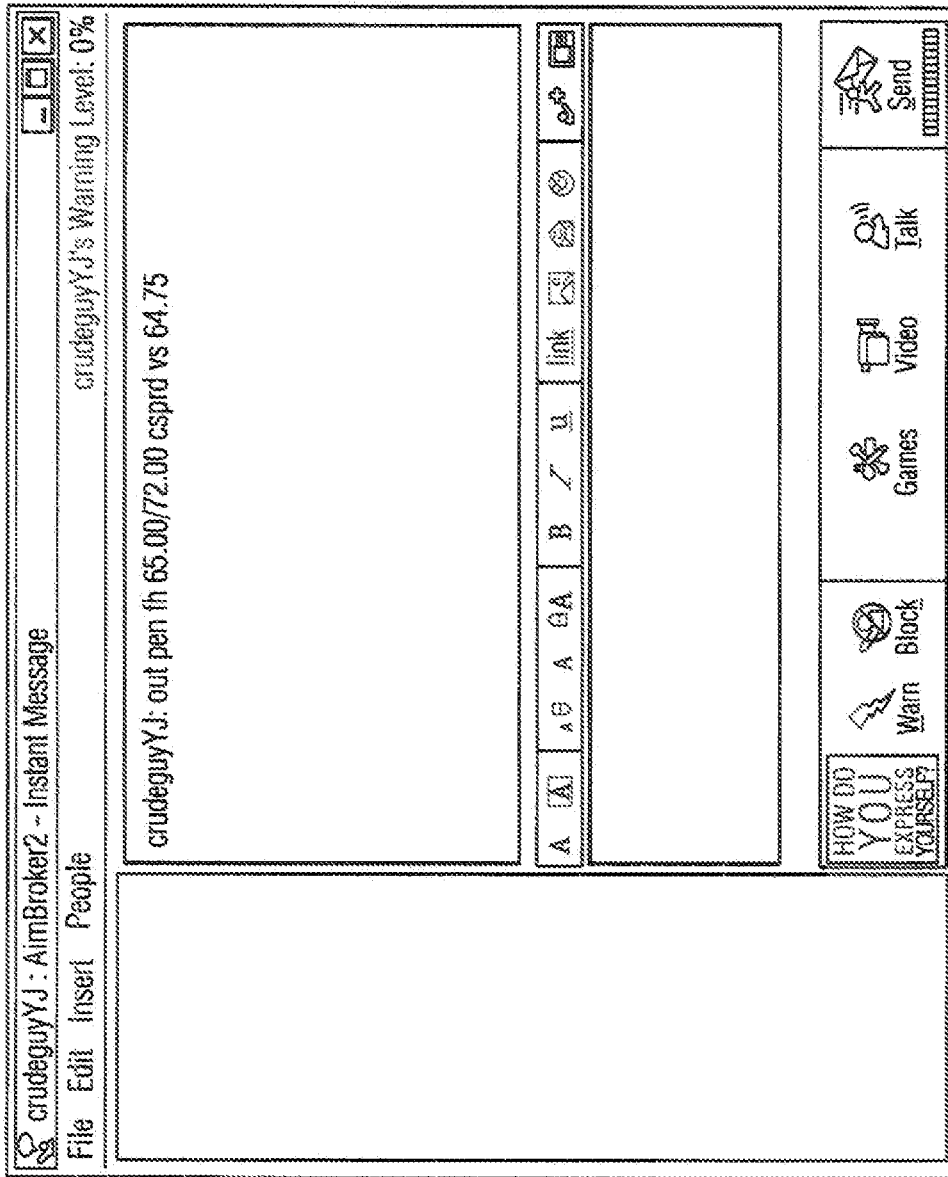 crudeguyYJ : AimBroker2 - Instant Message
File Edit Insert People
crudeguyYJ's Warning Level: 0%
crudeguyYJ: out pen fh 65.00/72.00 csprd vs 64.75
A A A A A B I u link
HOW DO
YOU
EXPRESS
YOURSELF?
Warn Block Games Video Talk Send